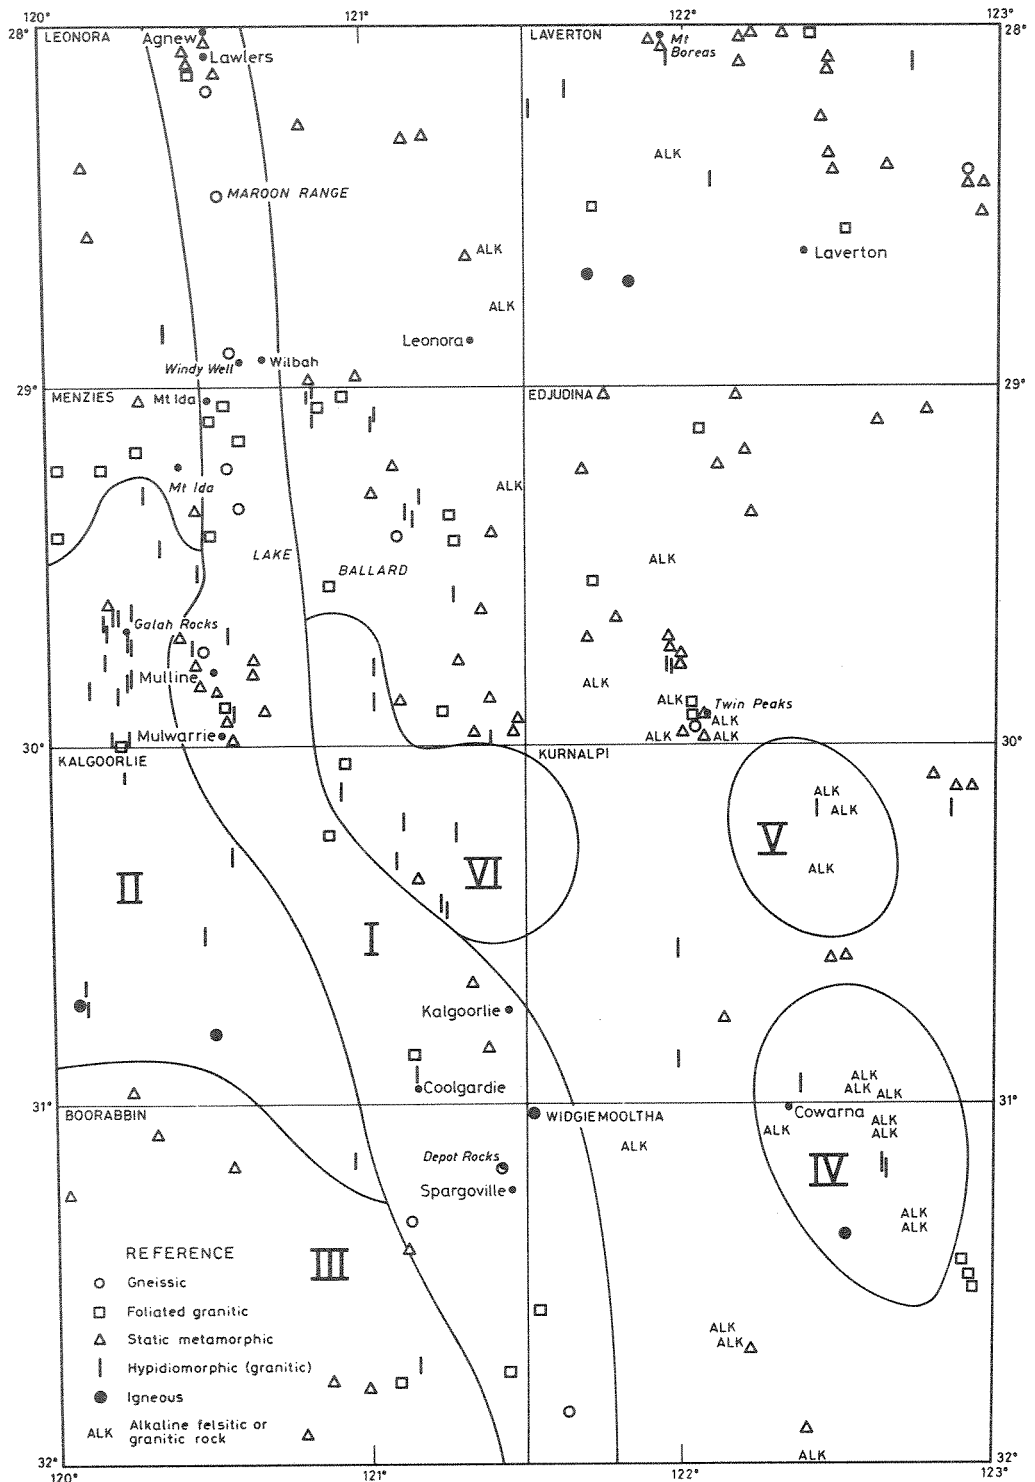 120°
121°
122°
123°
28°
28°
LEONORA
Agnew
Lawlers
LAVERTON
Mt
Boreas
ALK
MAROON RANGE
ALK
Laverton
ALK
Leonora
Windy Well
Wilbah
29°
29°
MENZIES
Mt Ida
EDJUDINA
Mt Ida
ALK
LAKE
BALLARD
ALK
Galah Rocks
Mulline
ALK
ALK
Twin Peaks
ALK
Mulwarrie
ALK
ALK
30°
30°
KALGOORLIE
KURNALPI
ALK
ALK
V
VI
ALK
II
I
Kalgoorlie
Coolgardie
ALK
ALK
ALK
31°
31°
BOORABBIN
WIDGIEMOOLTHA
Cowarna
ALK
ALK
ALK
ALK
Depot Rocks
IV
Spargoville
ALK
ALK
III
REFERENCE
Gneissic
Foliated granitic
Static metamorphic
Hypidiomorphic (granitic)
Igneous
ALK Alkaline felsitic or
granitic rock
ALK
ALK
ALK
32°
32°
120°
121°
122°
123°